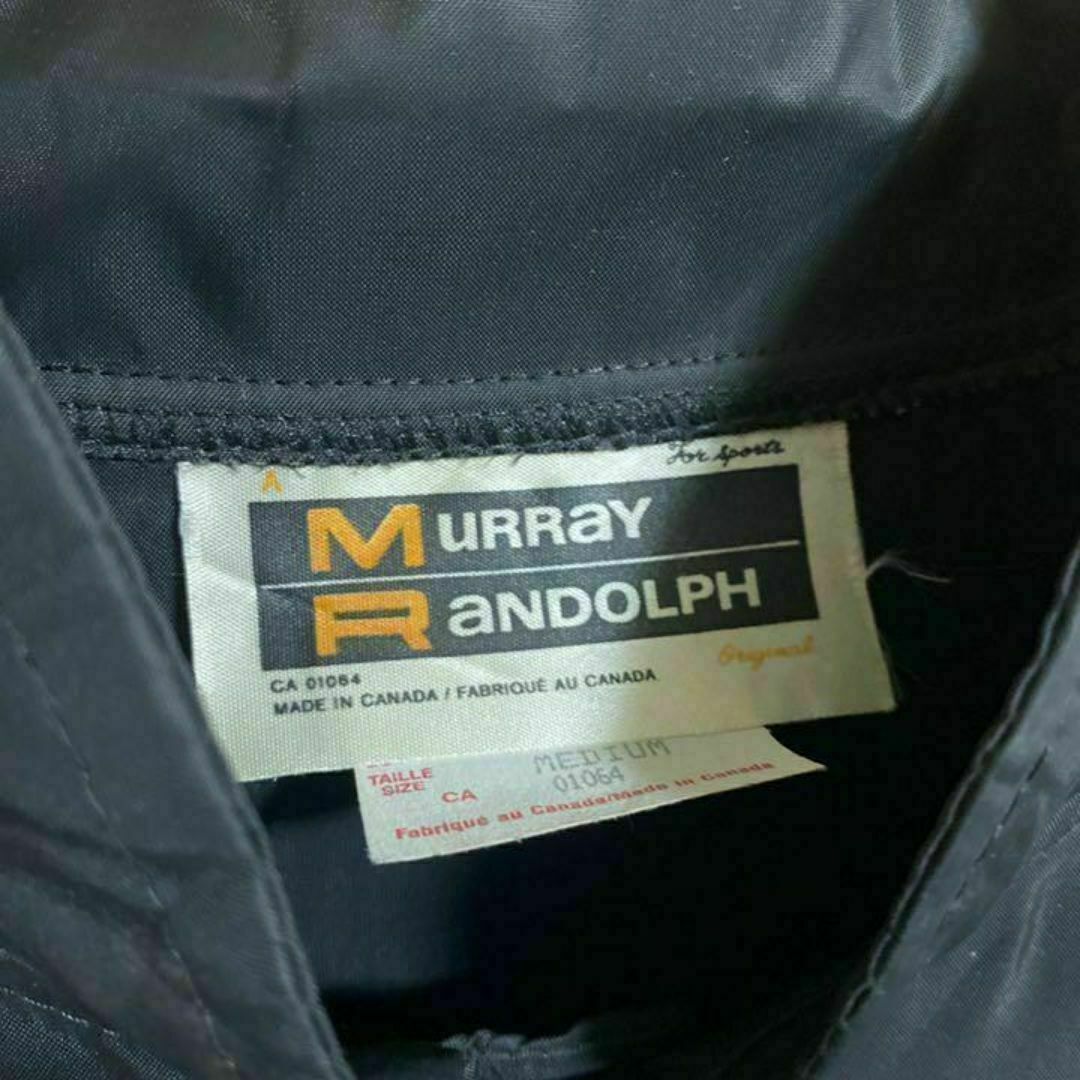 A
For Sports
MURRaY
RaNDOLPH
Original
CA 01064
MADE IN CANADA / FABRIQUÉ AU CANADA
TAILLE
SIZE
MEDIUM
CA 01064
Fabriqué au Canada/Made in Canada